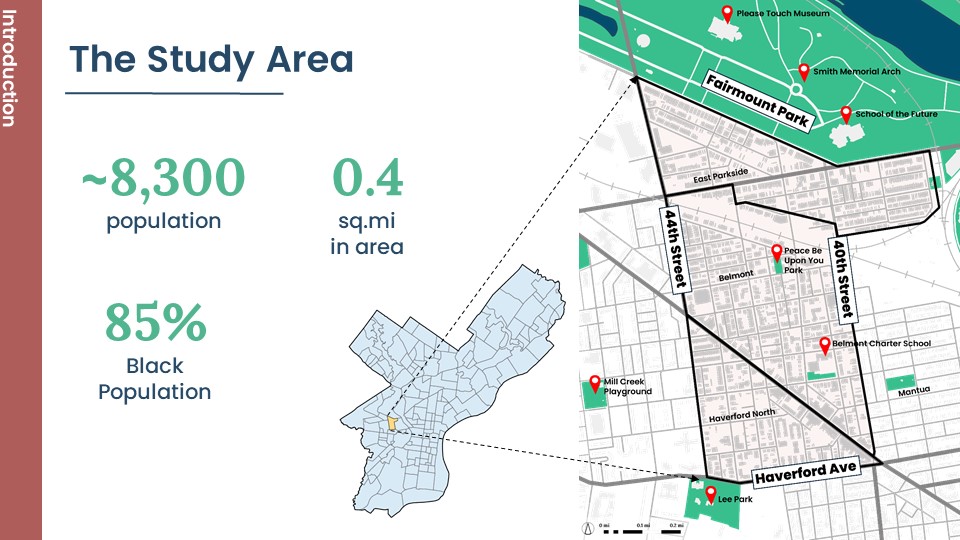 Introduction
The Study Area
~8,300
population
0.4
sq.mi
in area
85%
Black
Population
Please Touch Museum
Smith Memorial Arch
Fairmount Park
School of the Future
East Parkside
44th Street
40th Street
Peace Be
Upon You
Park
Belmont
Belmont Charter School
Mill Creek
Playground
Mantua
Haverford North
Haverford Ave
Lee Park
0 mi
0.1 mi
0.2 mi